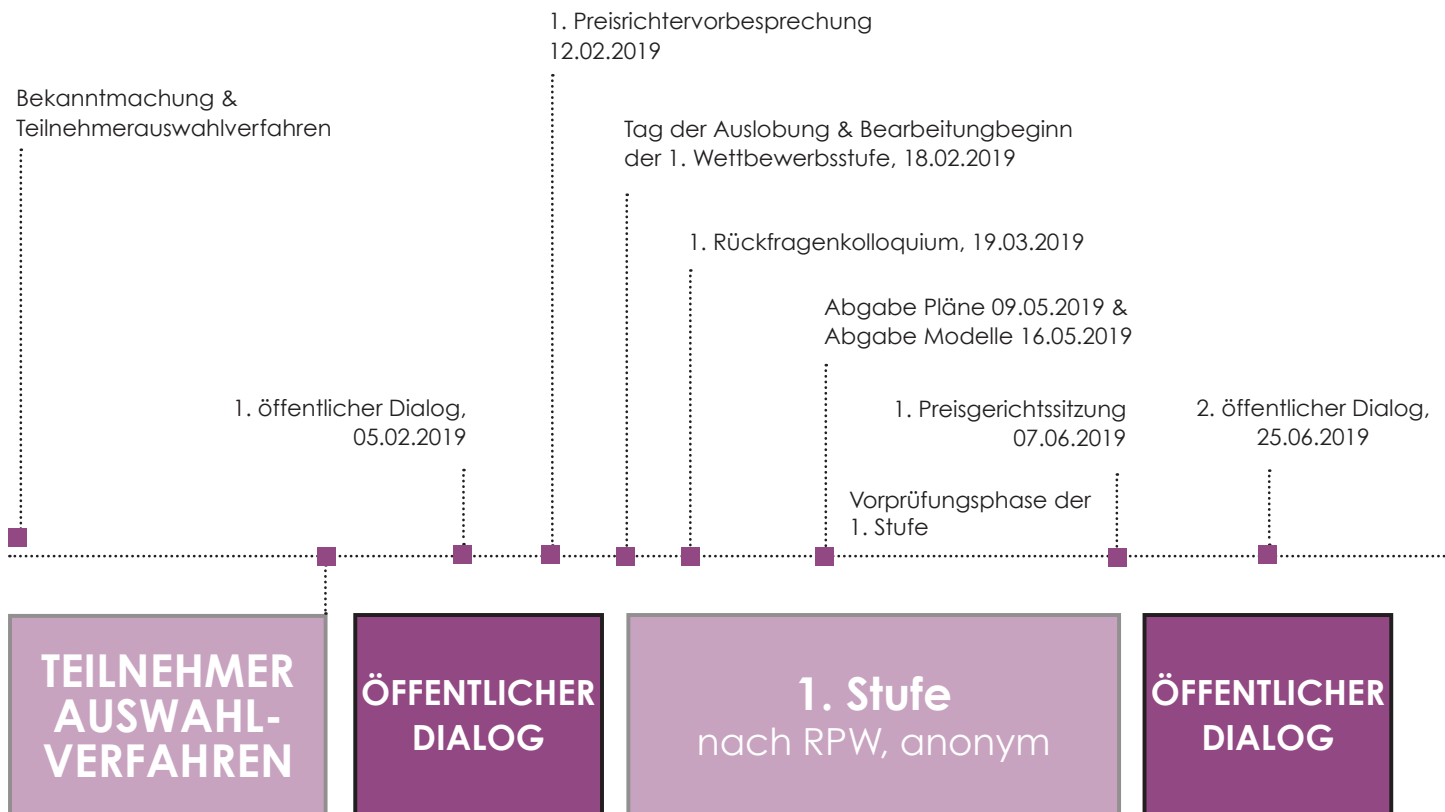 1. Preisrichtervorbesprechung
12.02.2019
Bekanntmachung &
Teilnehmerauswahlverfahren
Tag der Auslobung & Bearbeitungbeginn
der 1. Wettbewerbsstufe, 18.02.2019
1. Rückfragenkolloquium, 19.03.2019
Abgabe Pläne 09.05.2019 &
Abgabe Modelle 16.05.2019
1. öffentlicher Dialog,
05.02.2019
1. Preisgerichtssitzung
07.06.2019
2. öffentlicher Dialog,
25.06.2019
Vorprüfungsphase der
1. Stufe
TEILNEHMER
AUSWAHL-
VERFAHREN
ÖFFENTLICHER
DIALOG
1. Stufe
nach RPW, anonym
ÖFFENTLICHER
DIALOG